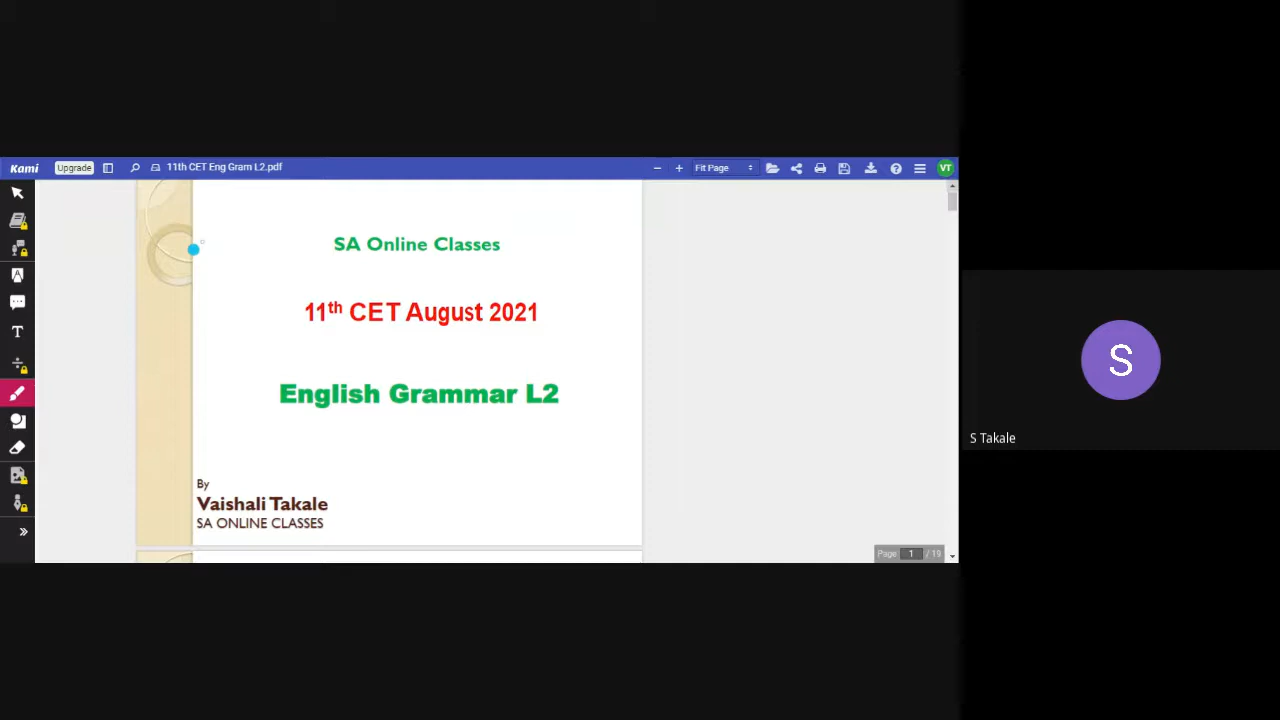 Kami Upgrade 11th CET Eng Gram L2.pdf Fit Page VT
SA Online Classes
11th CET August 2021
English Grammar L2
By
Vaishali Takale
SA ONLINE CLASSES
Page 1 / 19
S
S Takale